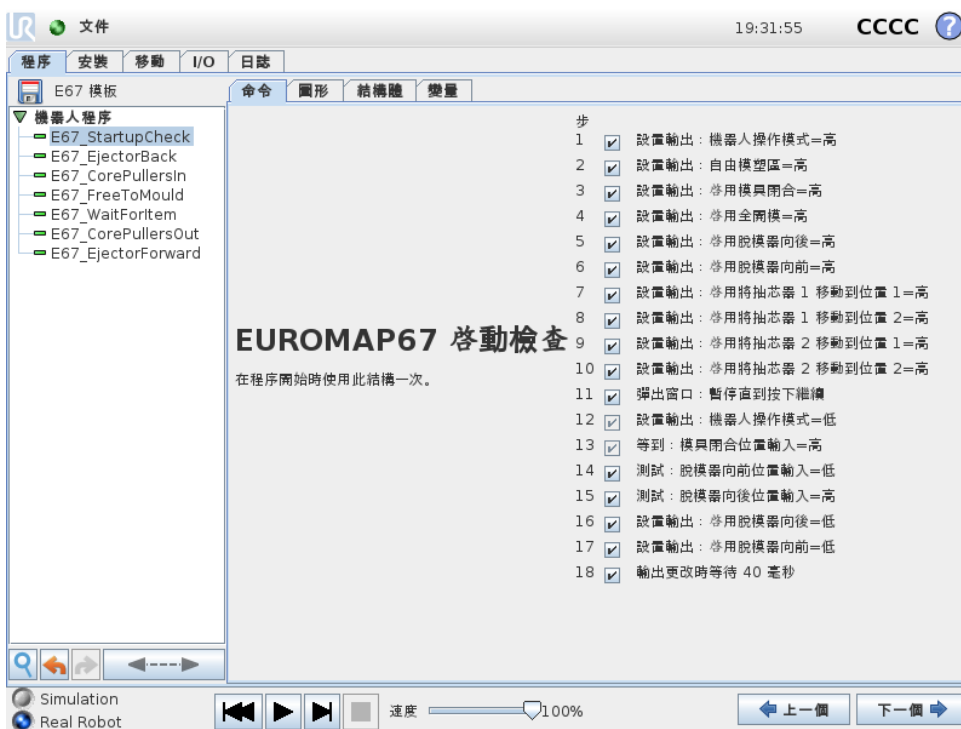 UR 文件 19:31:55 CCCC ?
程序 安裝 移動 I/O 日誌
E67 模板
命令 圖形 結構體 變量
機器人程序
E67_StartupCheck
E67_EjectorBack
E67_CorePullersIn
E67_FreeToMould
E67_WaitForItem
E67_CorePullersOut
E67_EjectorForward
EUROMAP67 啓動檢查
在程序開始時使用此結構一次。
步
1 設置輸出：機器人操作模式=高
2 設置輸出：自由模塑區=高
3 設置輸出：啓用模具閉合=高
4 設置輸出：啓用全開模=高
5 設置輸出：啓用脫模器向後=高
6 設置輸出：啓用脫模器向前=高
7 設置輸出：啓用將抽芯器 1 移動到位置 1=高
8 設置輸出：啓用將抽芯器 1 移動到位置 2=高
9 設置輸出：啓用將抽芯器 2 移動到位置 1=高
10 設置輸出：啓用將抽芯器 2 移動到位置 2=高
11 彈出窗口：暫停直到按下繼續
12 設置輸出：機器人操作模式=低
13 等到：模具閉合位置輸入=高
14 測試：脫模器向前位置輸入=低
15 測試：脫模器向後位置輸入=高
16 設置輸出：啓用脫模器向後=低
17 設置輸出：啓用脫模器向前=低
18 輸出更改時等待 40 毫秒
Simulation
Real Robot
速度 100%
上一個 下一個